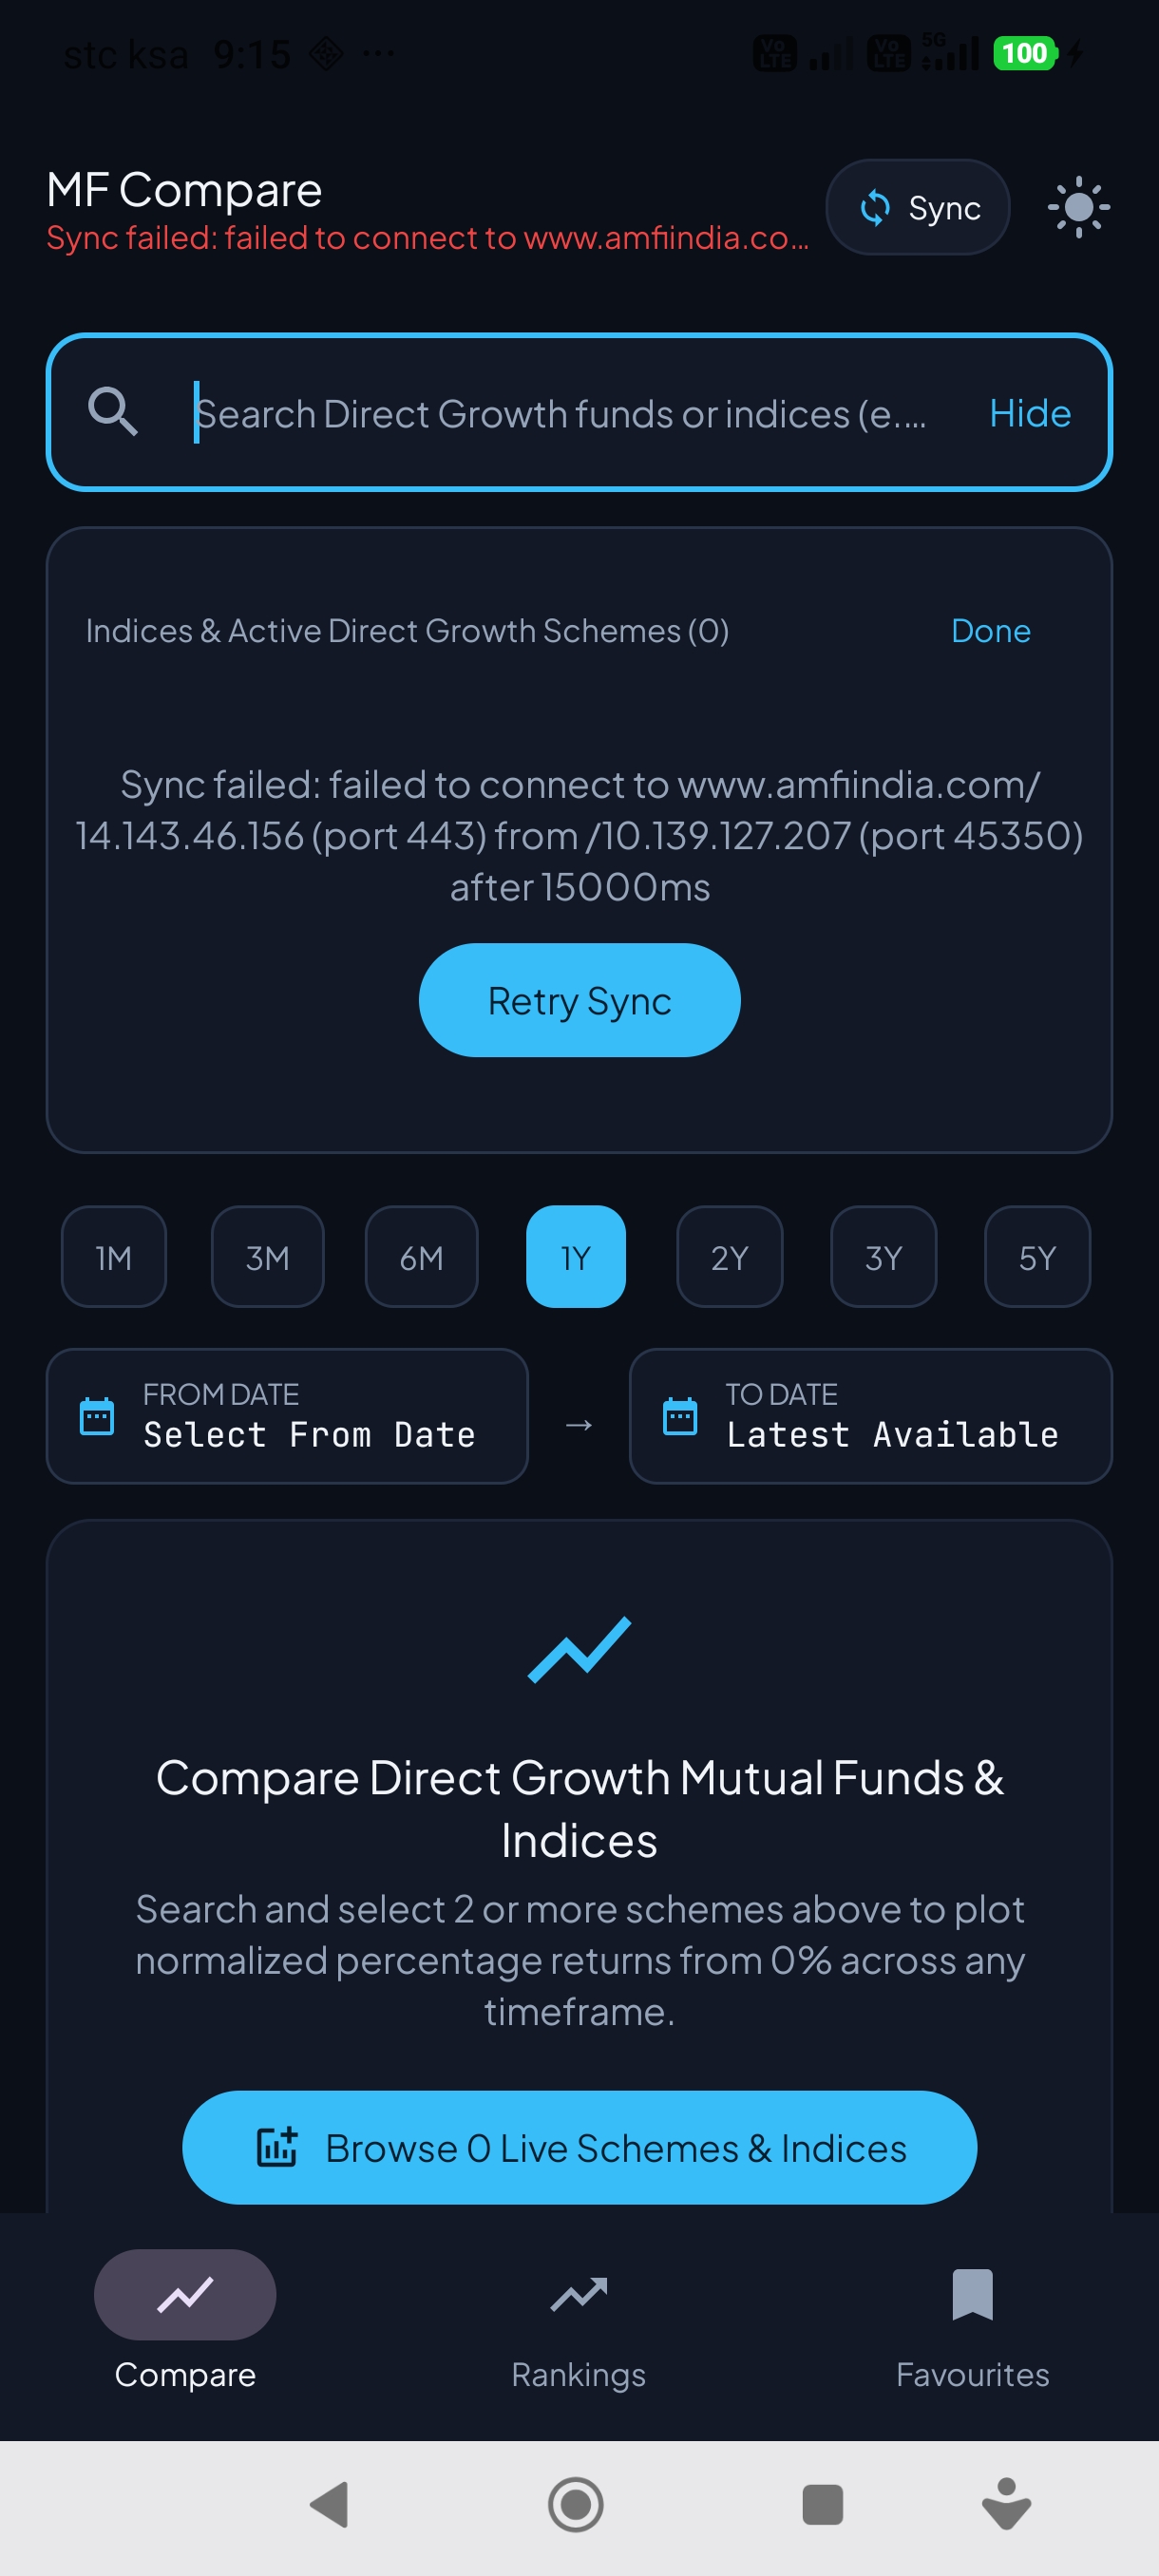 stc ksa 9:15 ...
Vo LTE Vo LTE 5G 100
MF Compare
Sync failed: failed to connect to www.amfiindia.co...
Sync
Search Direct Growth funds or indices (e....
Hide
Indices & Active Direct Growth Schemes (0)
Done
Sync failed: failed to connect to www.amfiindia.com/
14.143.46.156 (port 443) from /10.139.127.207 (port 45350)
after 15000ms
Retry Sync
1M 3M 6M 1Y 2Y 3Y 5Y
FROM DATE
Select From Date
→
TO DATE
Latest Available
Compare Direct Growth Mutual Funds &
Indices
Search and select 2 or more schemes above to plot
normalized percentage returns from 0% across any
timeframe.
Browse 0 Live Schemes & Indices
Compare Rankings Favourites